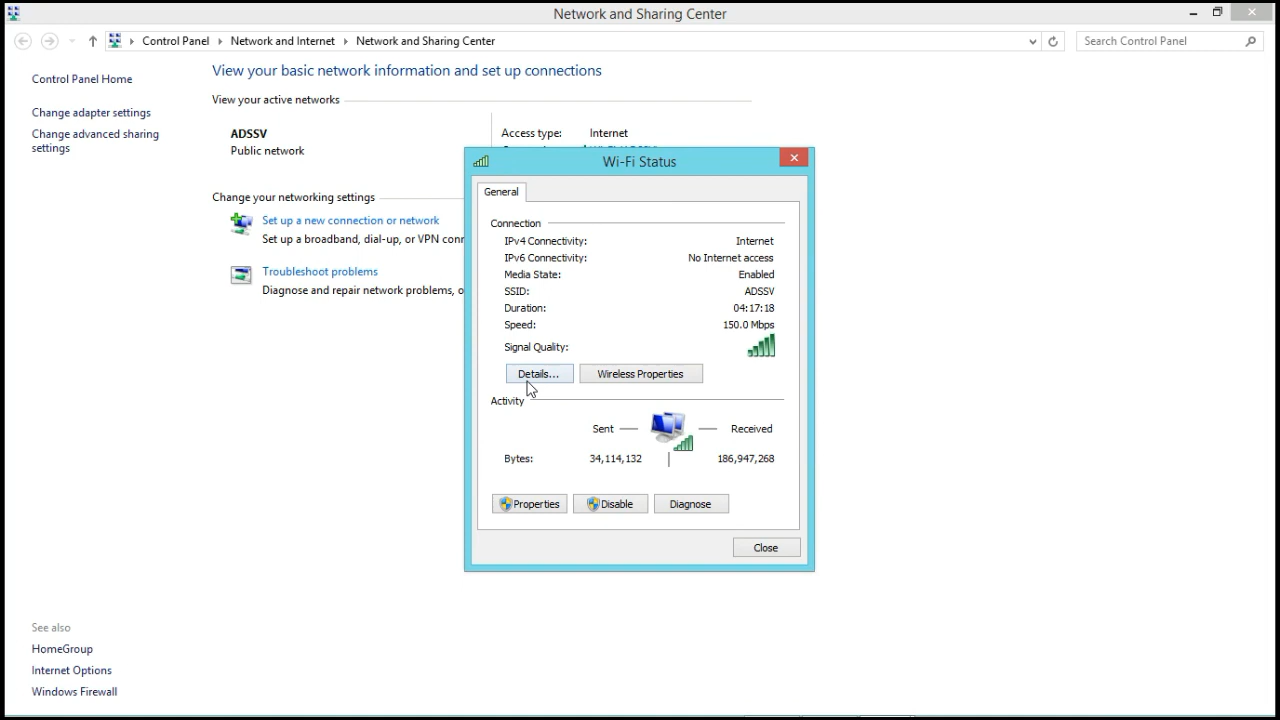 Network and Sharing Center
Control Panel Network and Internet Network and Sharing Center
Search Control Panel
Control Panel Home
Change adapter settings
Change advanced sharing
settings
View your basic network information and set up connections
View your active networks
ADSSV
Public network
Access type: Internet
Change your networking settings
Set up a new connection or network
Set up a broadband, dial-up, or VPN
Troubleshoot problems
Diagnose and repair network problems,
Wi-Fi Status
General
Connection
IPv4 Connectivity: Internet
IPv6 Connectivity: No Internet access
Media State: Enabled
SSID: ADSSV
Duration: 04:17:18
Speed: 150.0 Mbps
Signal Quality:
Details... Wireless Properties
Activity
Sent Received
Bytes: 34,114,132 186,947,268
Properties Disable Diagnose
Close
See also
HomeGroup
Internet Options
Windows Firewall